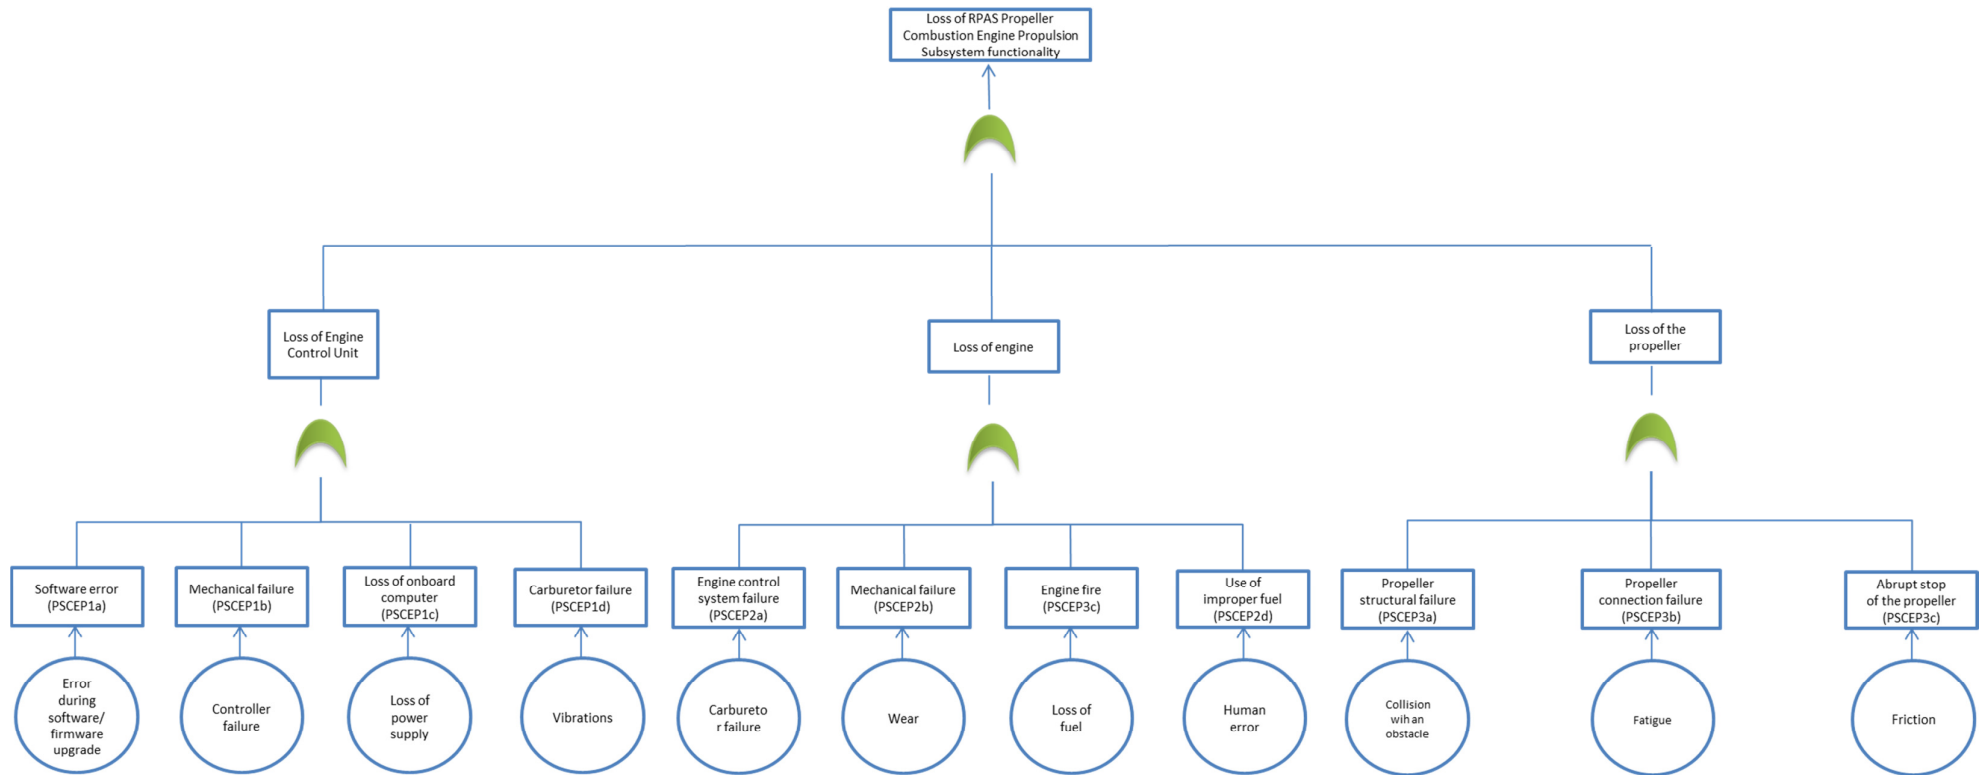 Loss of RPAS Propeller
Combustion Engine Propulsion
Subsystem functionality
Loss of Engine
Control Unit
Loss of engine
Loss of the
propeller
Software error
(PSCEP1a)
Mechanical failure
(PSCEP1b)
Loss of onboard
computer
(PSCEP1c)
Carburetor failure
(PSCEP1d)
Engine control
system failure
(PSCEP2a)
Mechanical failure
(PSCEP2b)
Engine fire
(PSCEP3c)
Use of
improper fuel
(PSCEP2d)
Propeller
structural failure
(PSCEP3a)
Propeller
connection failure
(PSCEP3b)
Abrupt stop
of the propeller
(PSCEP3c)
Error
during
software/
firmware
upgrade
Controller
failure
Loss of
power
supply
Vibrations
Carbureto
r failure
Wear
Loss of
fuel
Human
error
Collision
wih an
obstacle
Fatigue
Friction